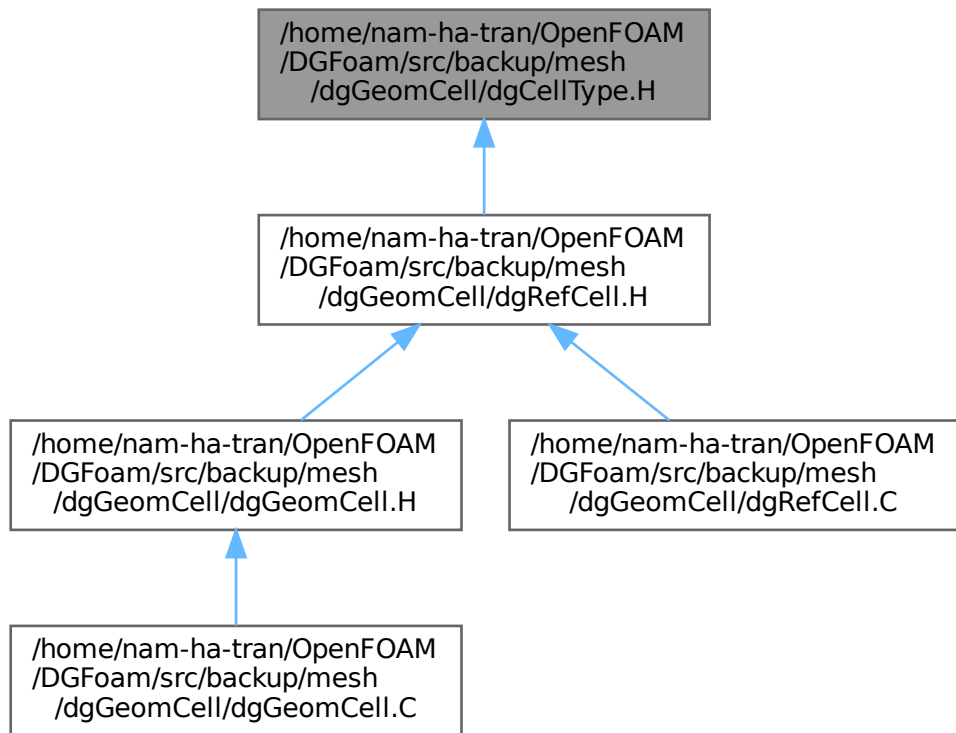 /home/nam-ha-tran/OpenFOAM
/DGFoam/src/backup/mesh
/dgGeomCell/dgCellType.H
/home/nam-ha-tran/OpenFOAM
/DGFoam/src/backup/mesh
/dgGeomCell/dgRefCell.H
/home/nam-ha-tran/OpenFOAM
/DGFoam/src/backup/mesh
/dgGeomCell/dgGeomCell.H
/home/nam-ha-tran/OpenFOAM
/DGFoam/src/backup/mesh
/dgGeomCell/dgRefCell.C
/home/nam-ha-tran/OpenFOAM
/DGFoam/src/backup/mesh
/dgGeomCell/dgGeomCell.C